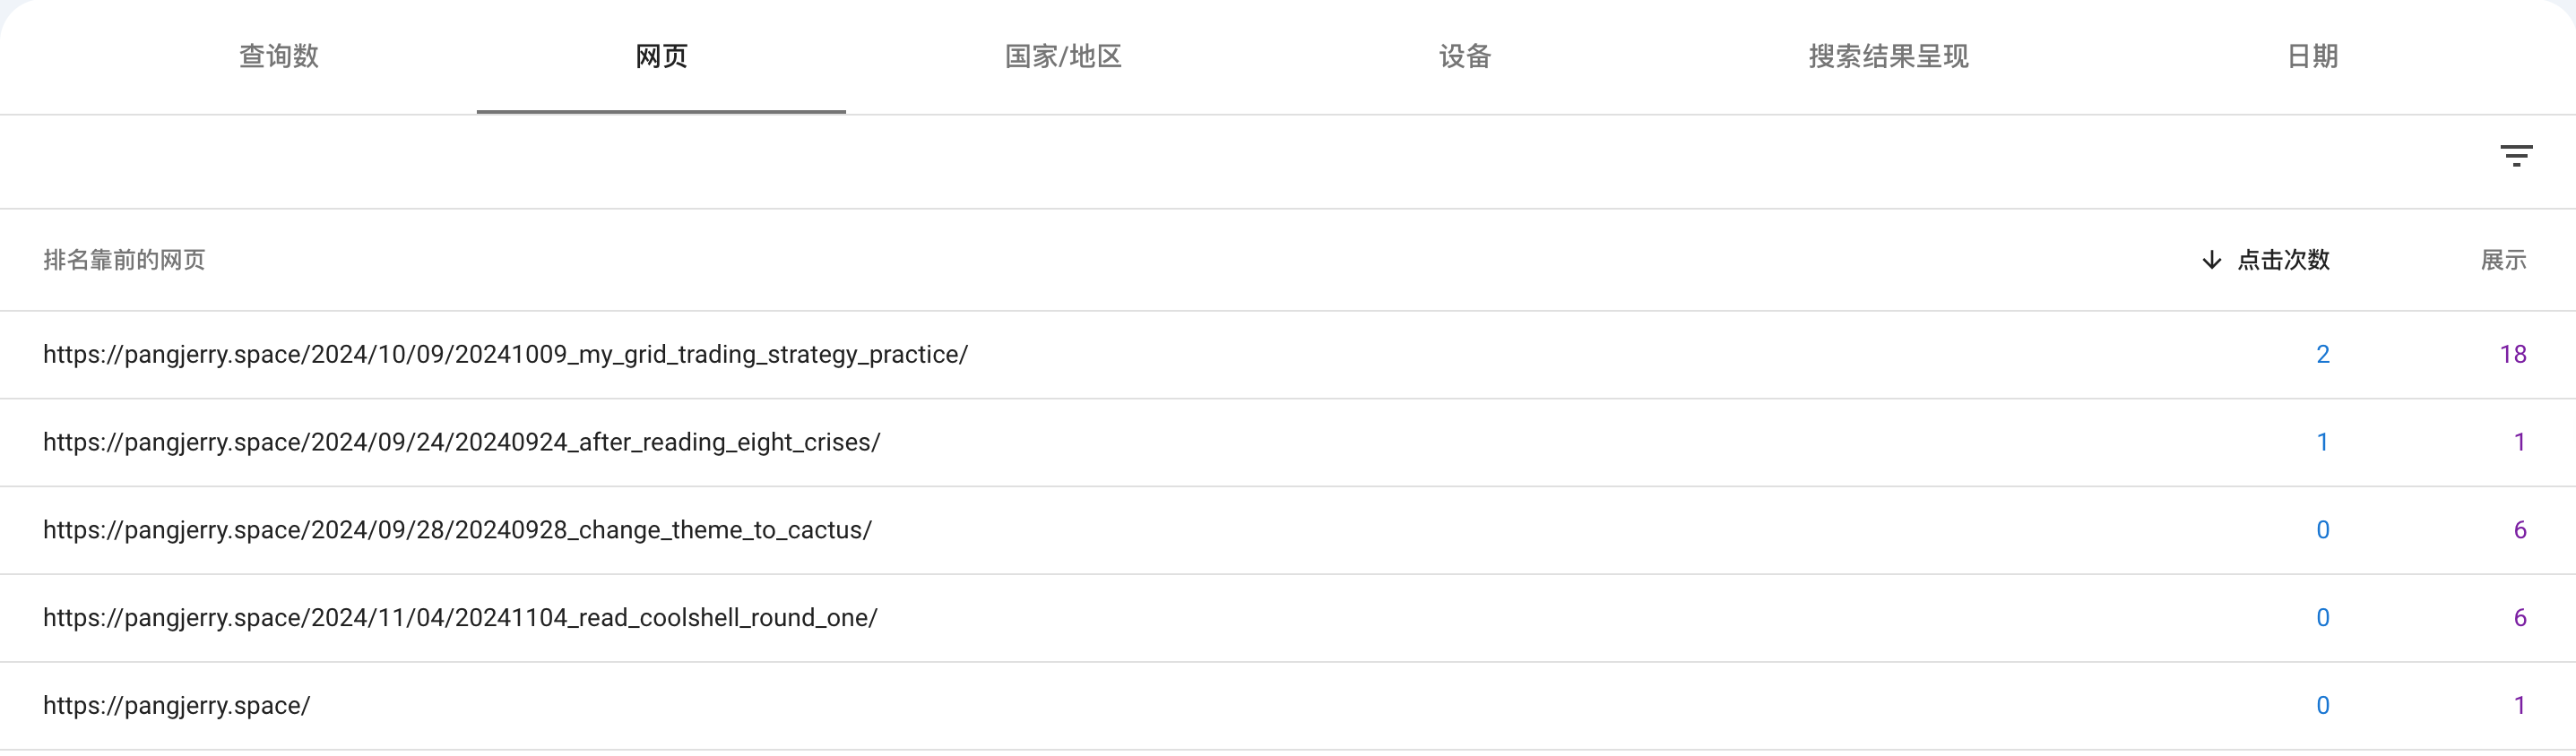 查询数 网页 国家/地区 设备 搜索结果呈现 日期
排名靠前的网页 点击次数 展示
https://pangjerry.space/2024/10/09/20241009_my_grid_trading_strategy_practice/ 2 18
https://pangjerry.space/2024/09/24/20240924_after_reading_eight_crises/ 1 1
https://pangjerry.space/2024/09/28/20240928_change_theme_to_cactus/ 0 6
https://pangjerry.space/2024/11/04/20241104_read_coolshell_round_one/ 0 6
https://pangjerry.space/ 0 1